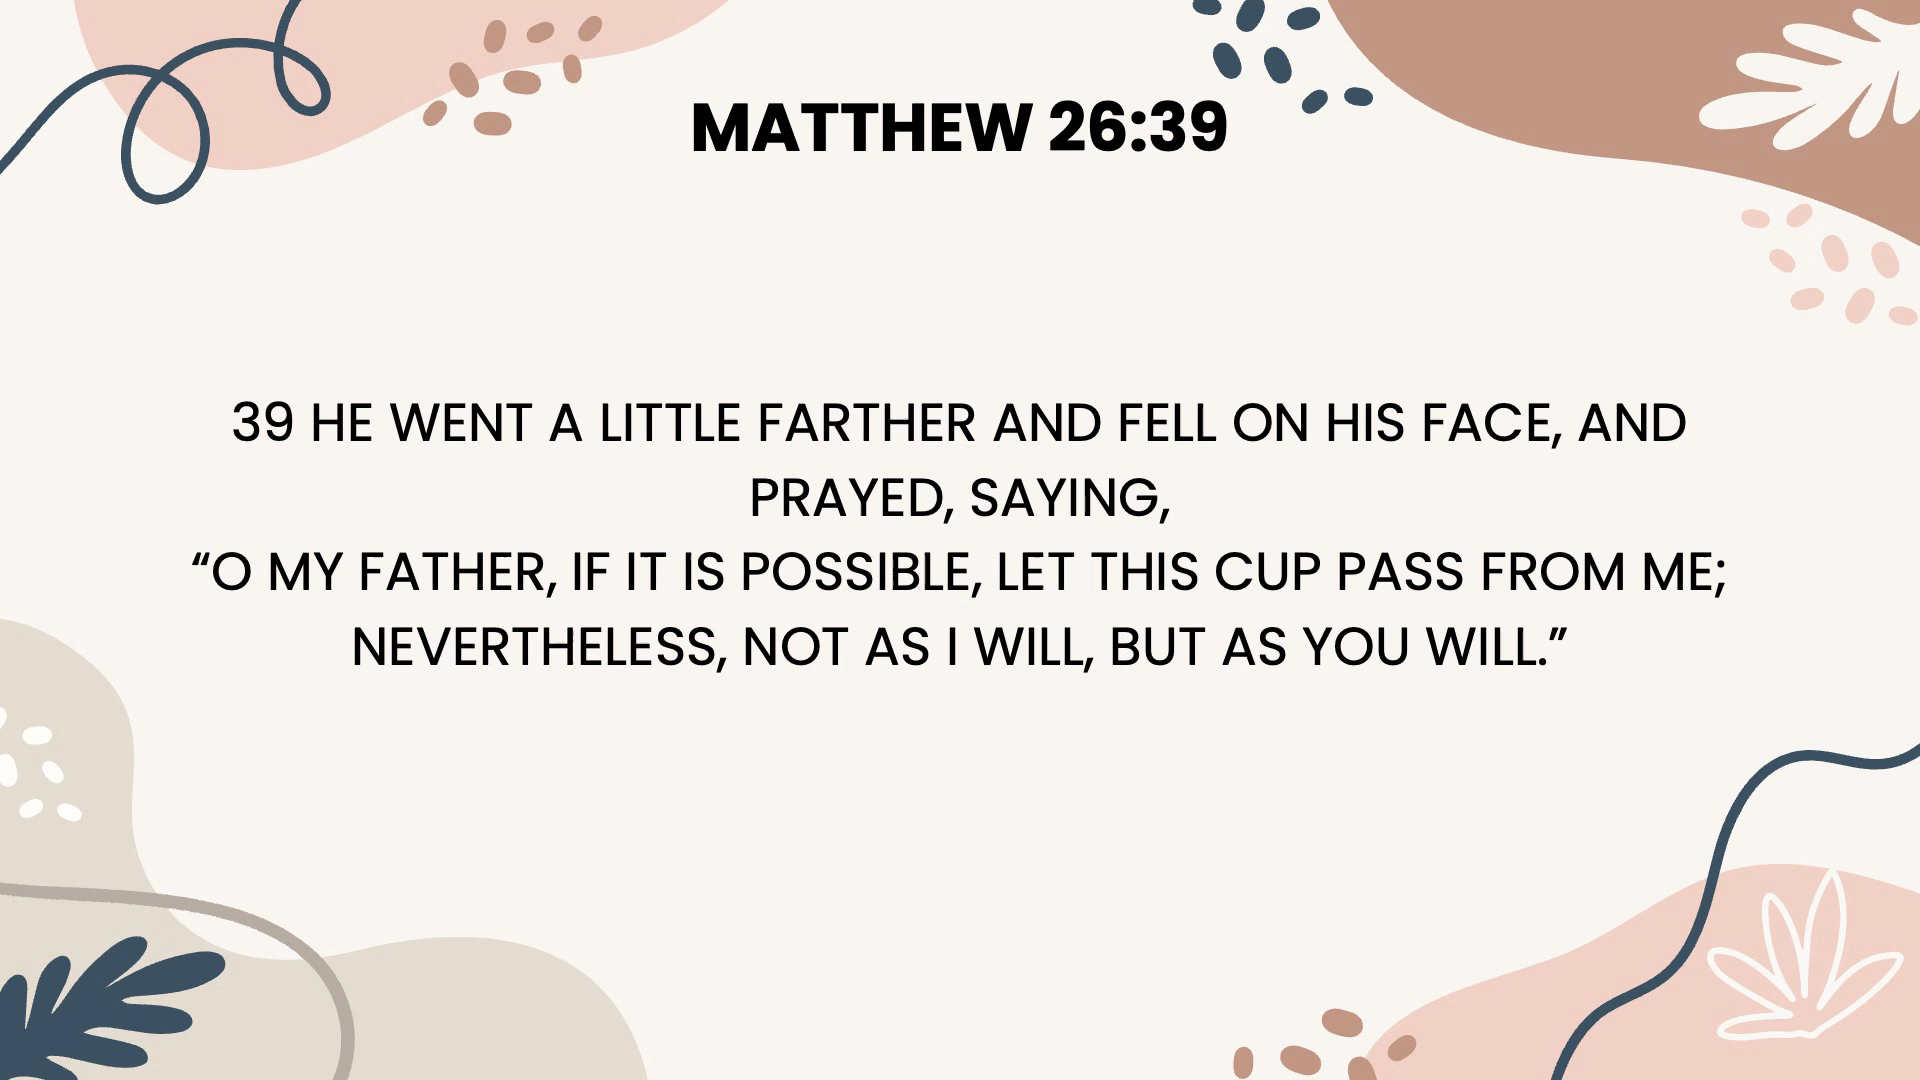 MATTHEW 26:39
39 HE WENT A LITTLE FARTHER AND FELL ON HIS FACE, AND
PRAYED, SAYING,
“O MY FATHER, IF IT IS POSSIBLE, LET THIS CUP PASS FROM ME;
NEVERTHELESS, NOT AS I WILL, BUT AS YOU WILL.”